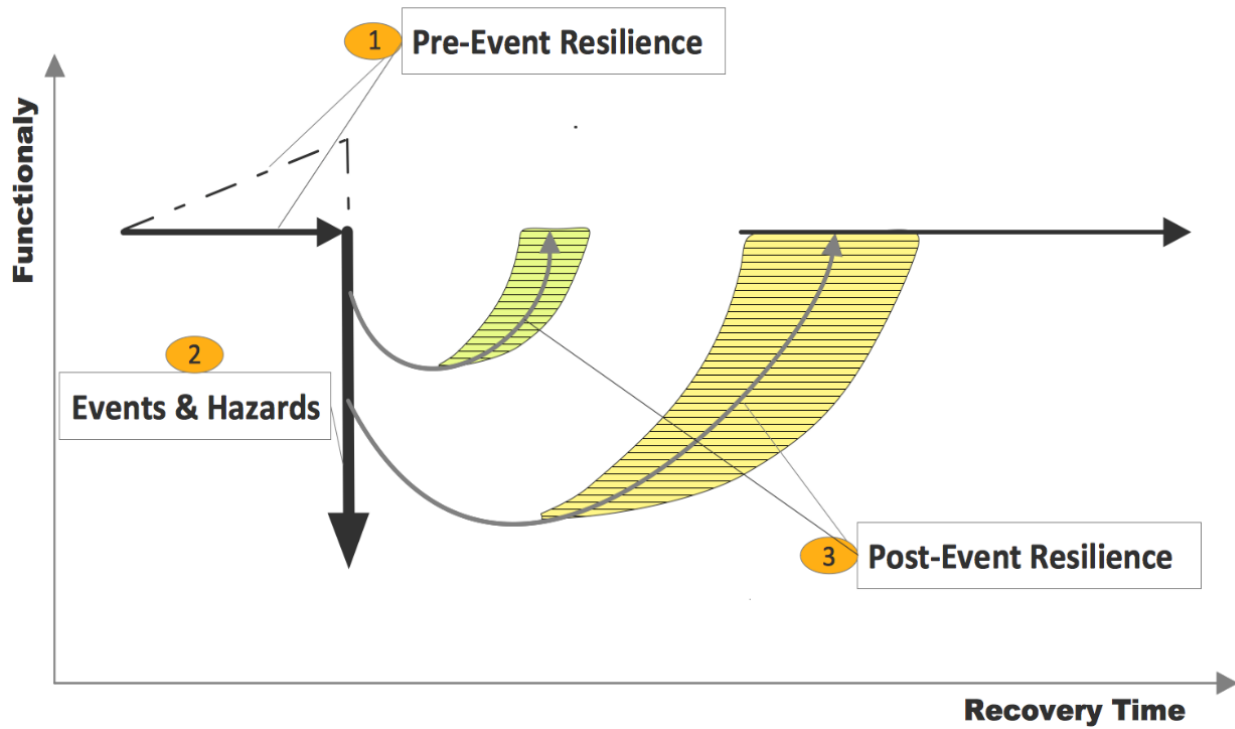 1
Pre-Event Resilience
Functionaly
2
Events & Hazards
3
Post-Event Resilience
Recovery Time